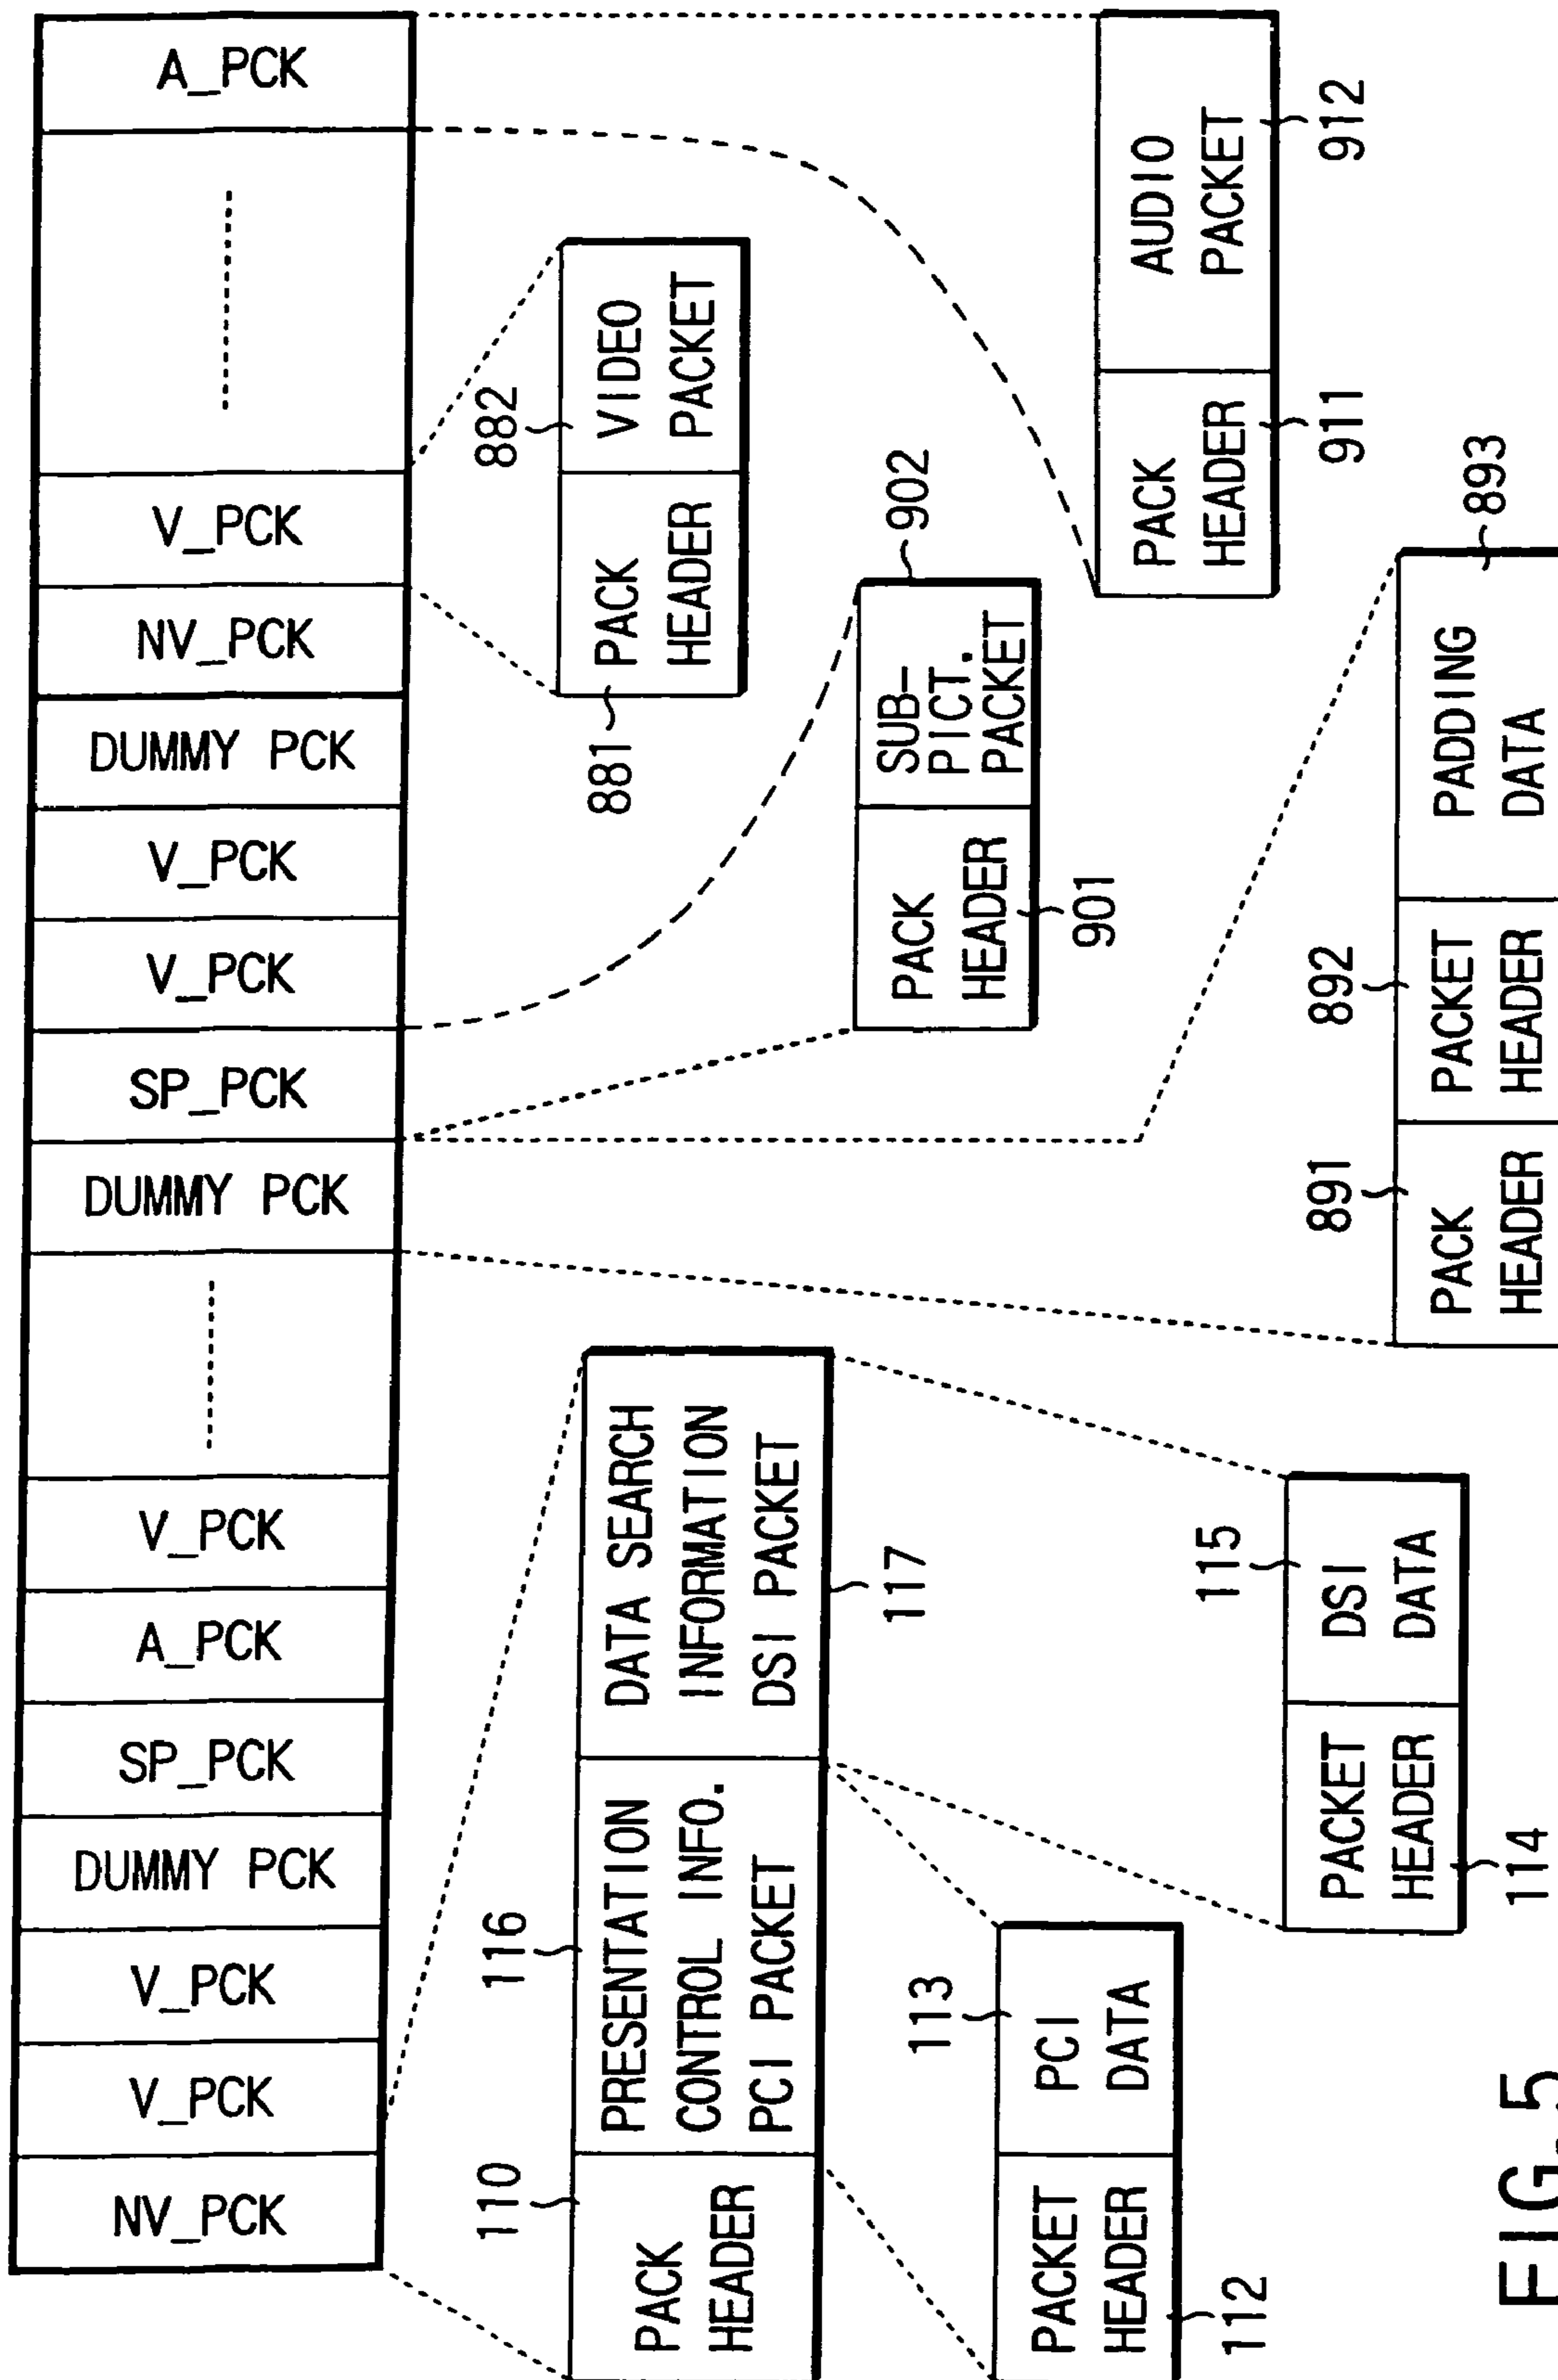 NV_PCK
V_PCK
V_PCK
DUMMY PCK
SP_PCK
A_PCK
V_PCK
DUMMY PCK
SP_PCK
V_PCK
V_PCK
DUMMY PCK
NV_PCK
V_PCK
A_PCK
110
116
PACK
HEADER
PRESENTATION
CONTROL INFO.
PCI PACKET
DATA SEARCH
INFORMATION
DSI PACKET
117
881
882
PACK
HEADER
VIDEO
PACKET
902
PACK
HEADER
SUB-
PICT.
PACKET
901
113
PACKET
HEADER
PCI
DATA
112
115
PACKET
HEADER
DSI
DATA
114
PACK
HEADER
AUDIO
PACKET
911
912
891
892
893
PACK
HEADER
PACKET
HEADER
PADDING
DATA
FIG.5